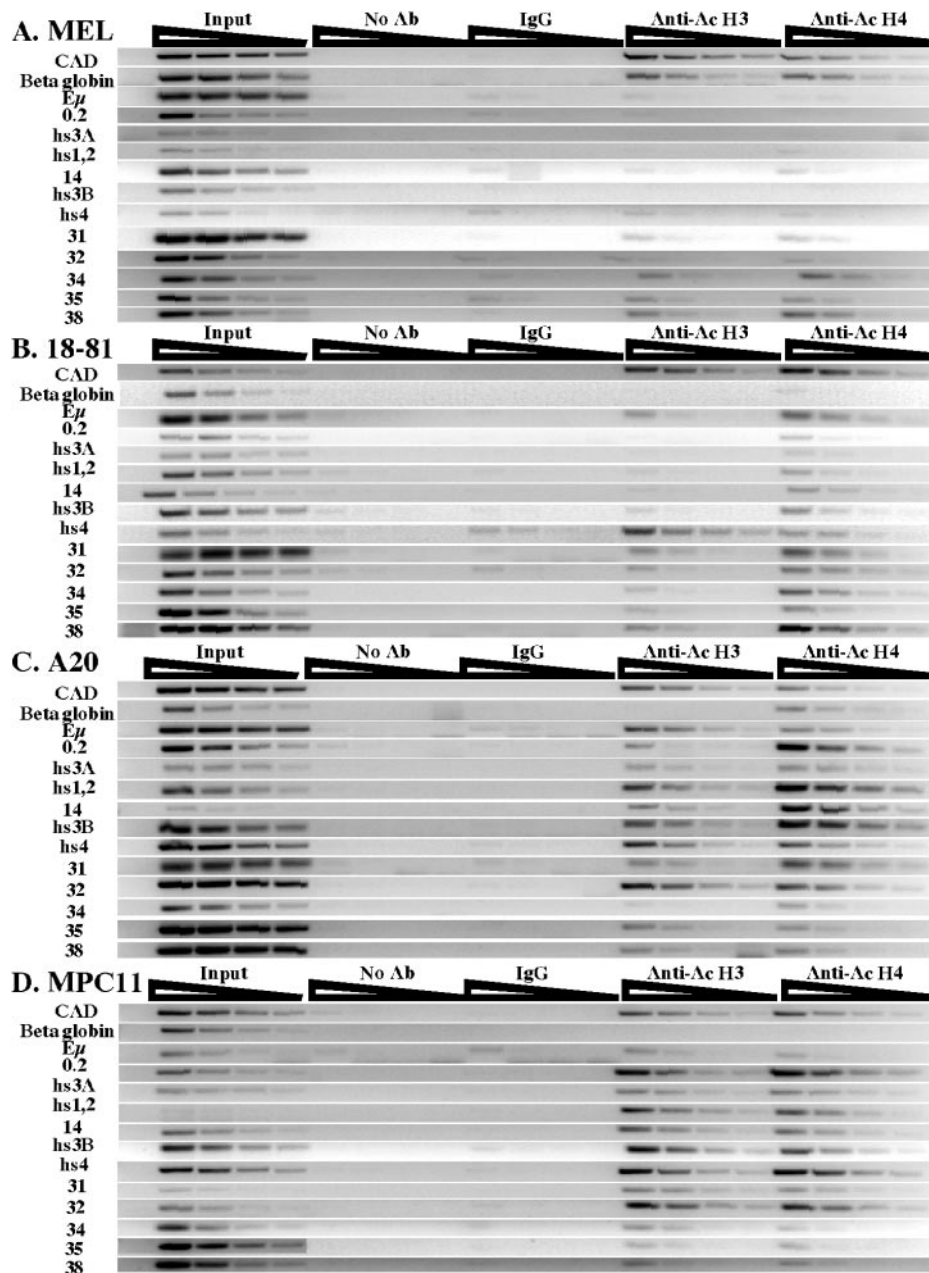 Input No Ab IgG Anti-Ac H3 Anti-Ac H4
A. MEL
CAD
Beta globin
Eµ
0.2
hs3A
hs1,2
14
hs3B
hs4
31
32
34
35
38
Input No Ab IgG Anti-Ac H3 Anti-Ac H4
B. 18-81
CAD
Beta globin
Eµ
0.2
hs3A
hs1,2
14
hs3B
hs4
31
32
34
35
38
Input No Ab IgG Anti-Ac H3 Anti-Ac H4
C. A20
CAD
Beta globin
Eµ
0.2
hs3A
hs1,2
14
hs3B
hs4
31
32
34
35
38
Input No Ab IgG Anti-Ac H3 Anti-Ac H4
D. MPC11
CAD
Beta globin
Eµ
0.2
hs3A
hs1,2
14
hs3B
hs4
31
32
34
35
38